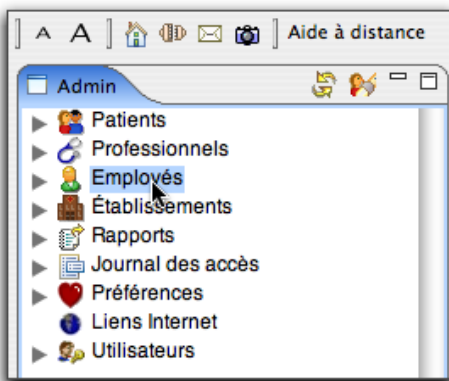 A A Aide à distance
Admin
Patients
Professionnels
Employés
Établissements
Rapports
Journal des accès
Préférences
Liens Internet
Utilisateurs